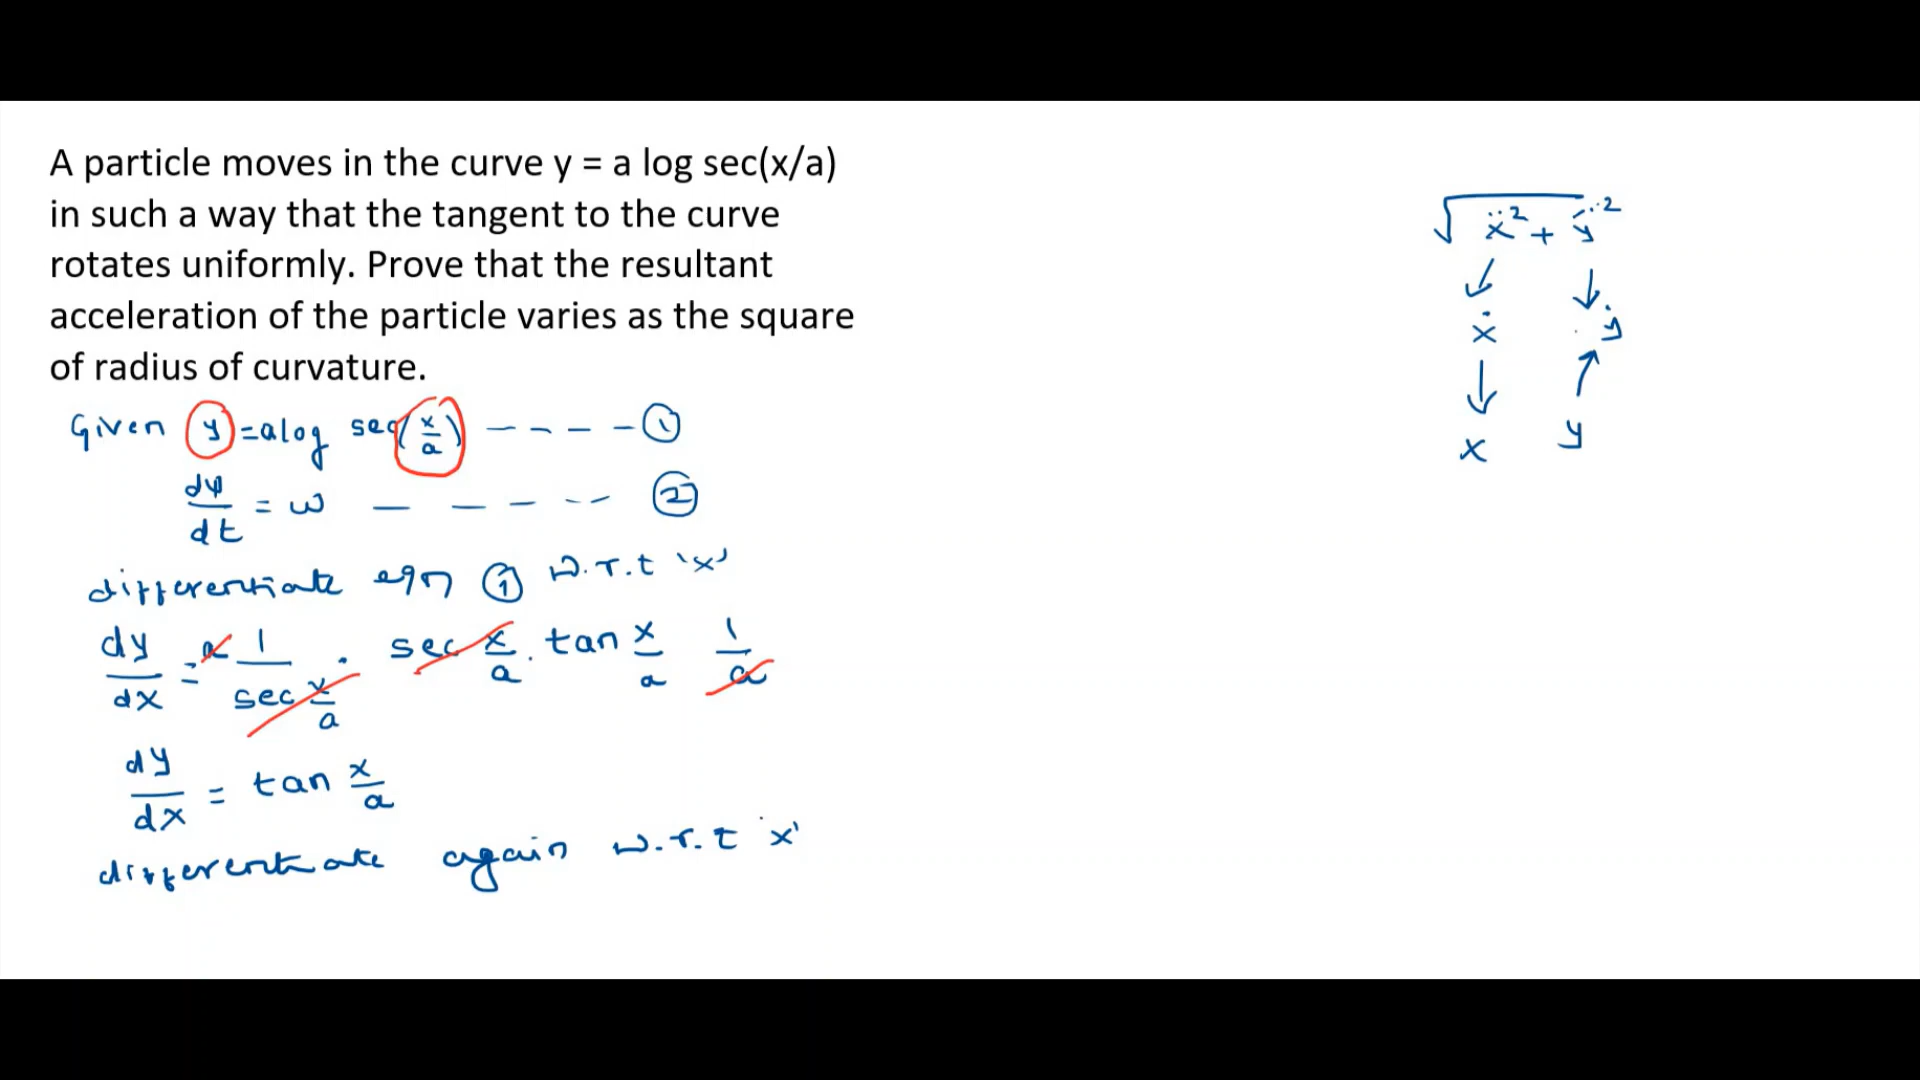 A particle moves in the curve y = a log sec(x/a)
in such a way that the tangent to the curve
rotates uniformly. Prove that the resultant
acceleration of the particle varies as the square
of radius of curvature.
Given y = a log sec(x/a) ---- ①
dψ/dt = ω ---- ②
differentiate eqn ① w.r.t 'x'
dy/dx = a 1/sec x/a . sec x/a . tan x/a 1/a
dy/dx = tan x/a
differentiate again w.r.t 'x'
√ẍ² + ÿ²
↙ ↓
ẋ ẏ
↓ ↑
x y